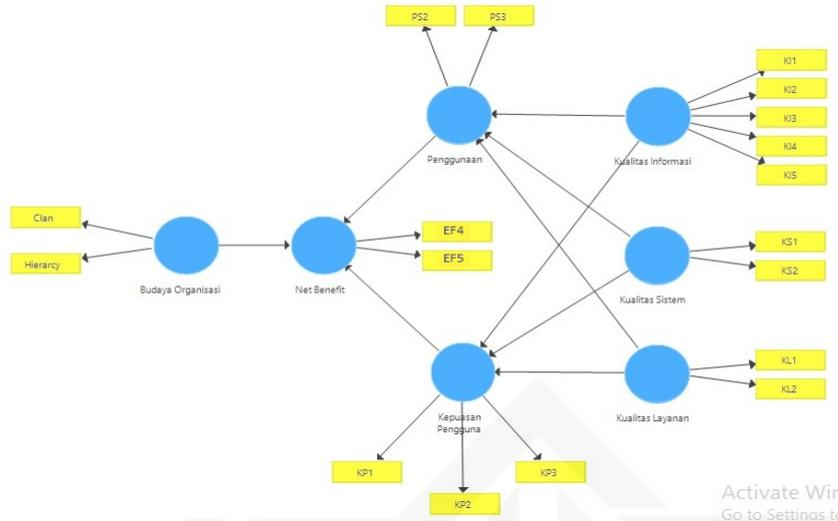 PS2
PS3
KI1
KI2
KI3
KI4
KI5
Penggunaan
Kualitas Informasi
Clan
Hierarcy
Budaya Organisasi
Net Benefit
EF4
EF5
KS1
KS2
Kualitas Sistem
KL1
KL2
Kualitas Layanan
Kepuasan
Pengguna
KP1
KP2
KP3
Activate Win
Go to Settings to